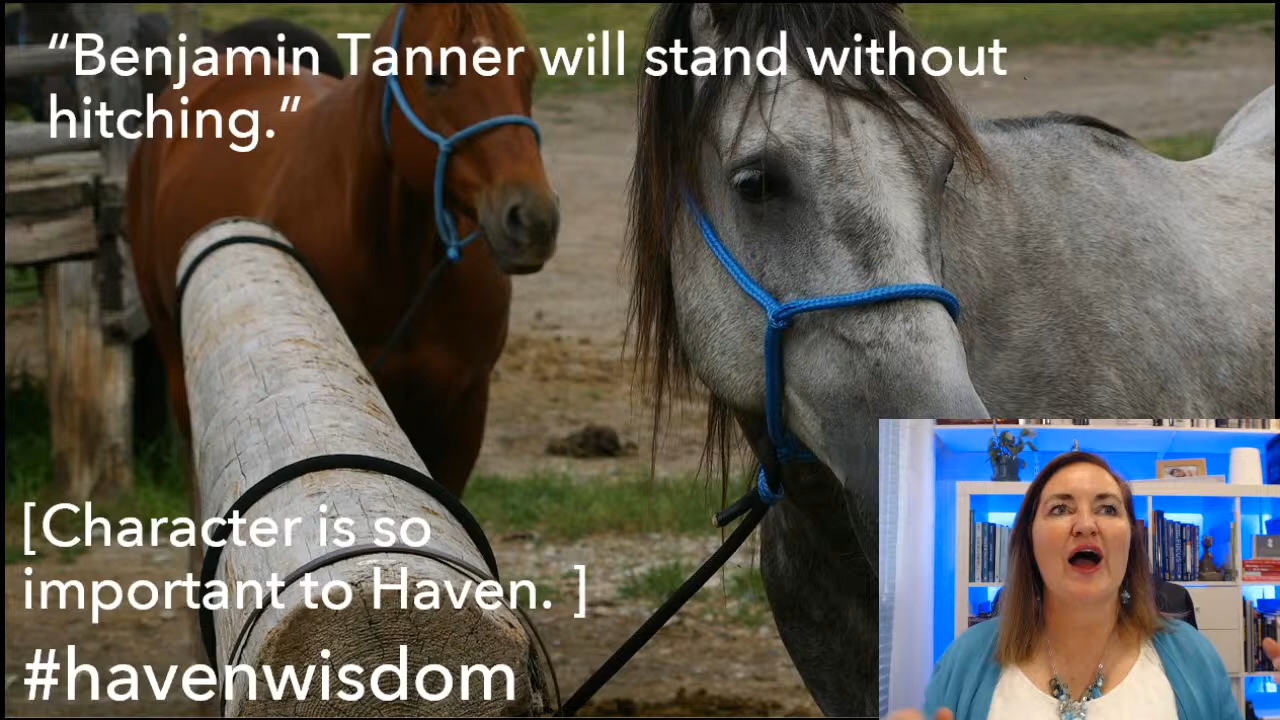 “Benjamin Tanner will stand without
hitching.”
[Character is so
important to Haven. ]
#havenwisdom